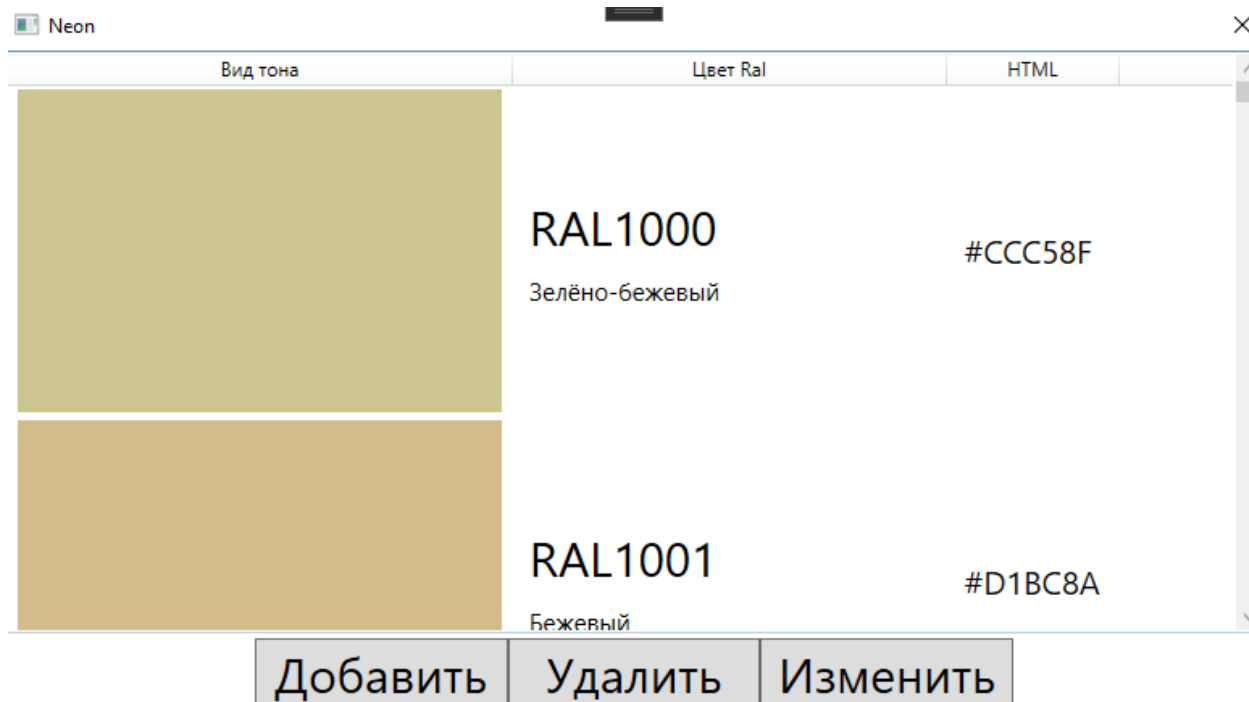 Neon
Вид тона Цвет Ral HTML
RAL1000
#CCC58F
Зелёно-бежевый
RAL1001
#D1BC8A
Бежевый
Добавить Удалить Изменить